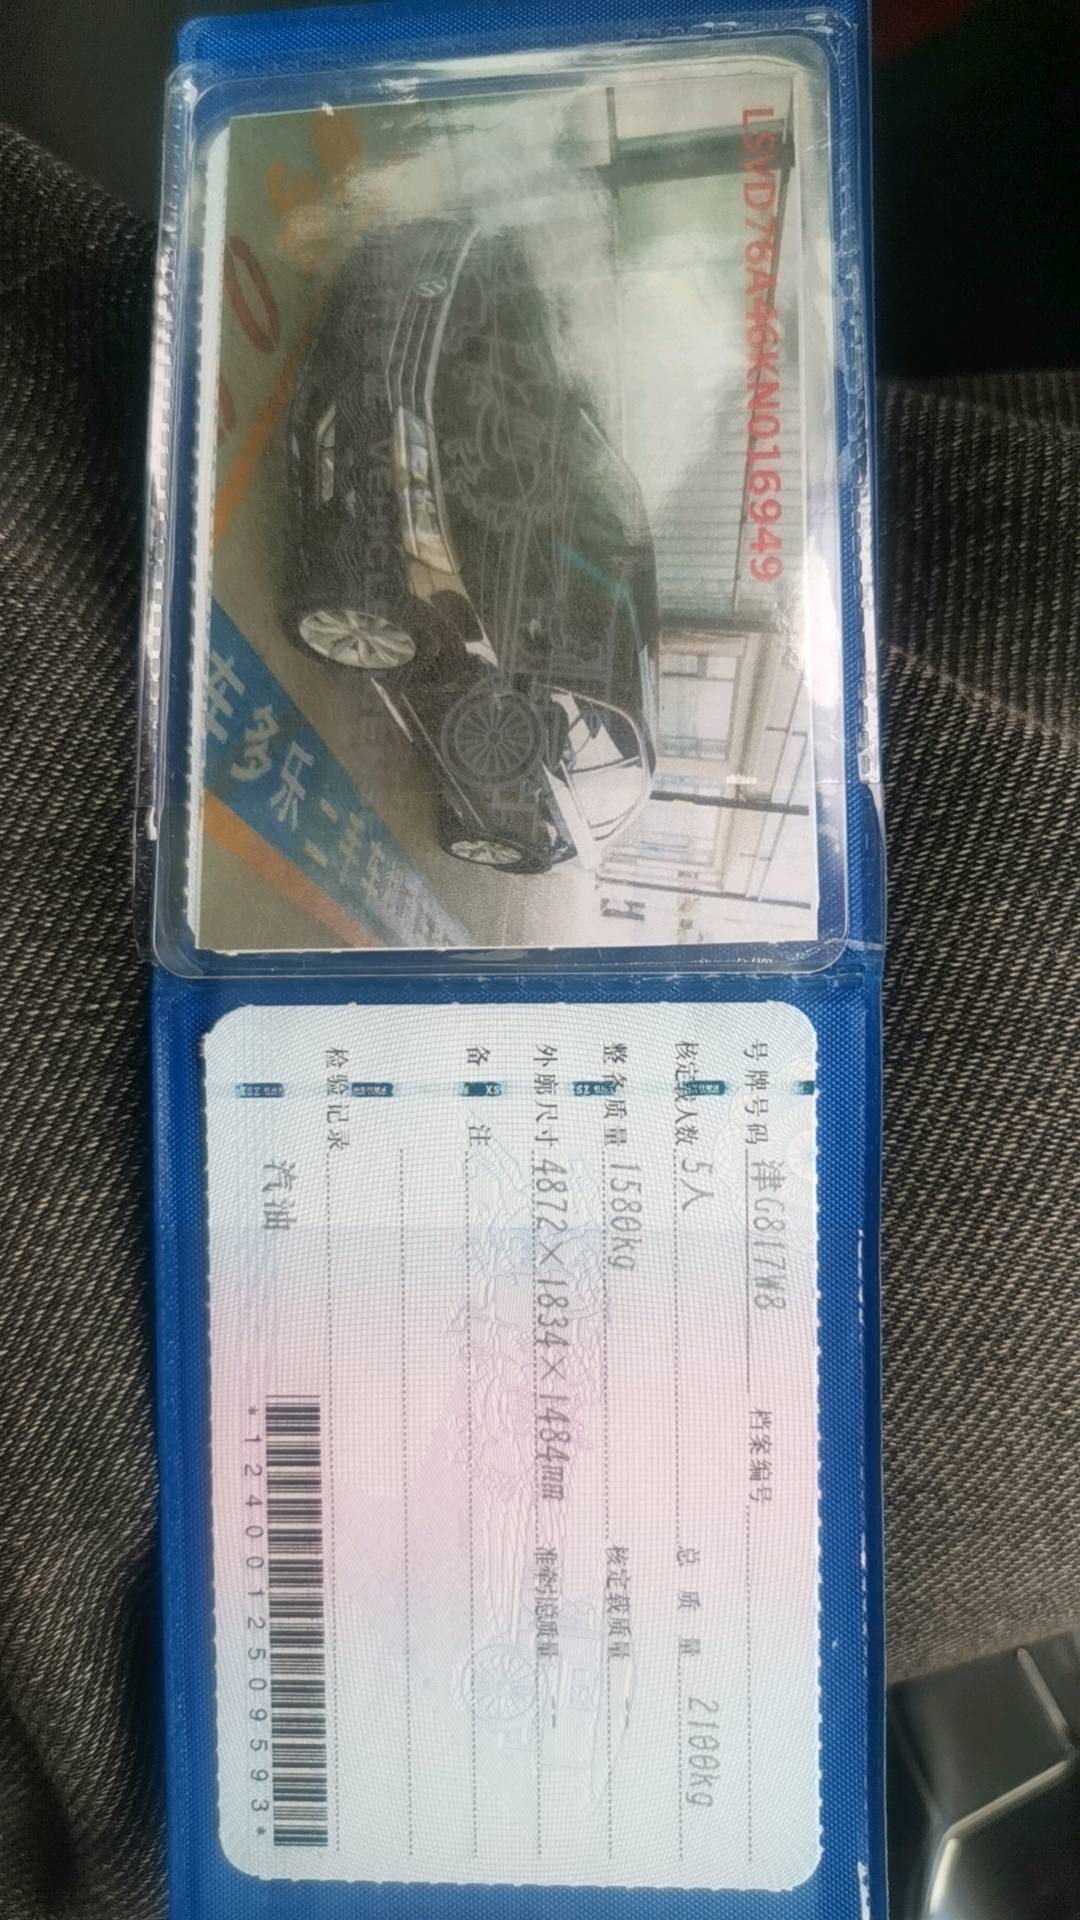 LSVD76A46KN016949
车多乐二手车
号牌号码 津G817W8 档案编号
核定载人数 5人 总质量 2100kg
整备质量 1580kg 核定载质量 --
外廓尺寸 4872×1834×1484mm 准牵引总质量 --
备注
检验记录
汽油
*1240012509593*